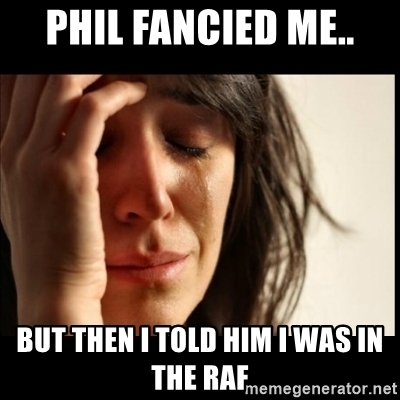 PHIL FANCIED ME..
BUT THEN I TOLD HIM I WAS IN
THE RAF
memegenerator.net